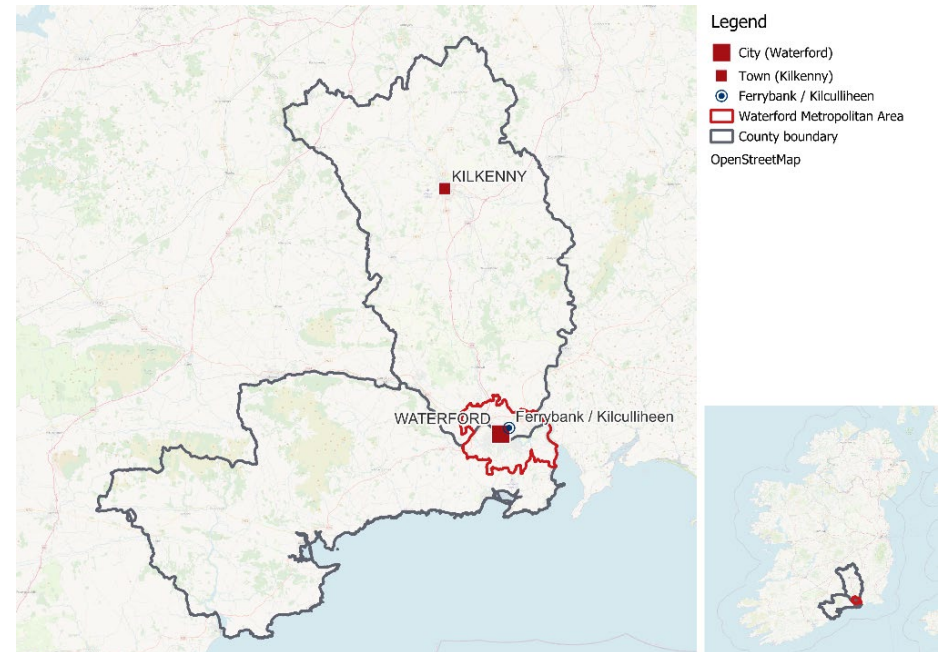 Legend
City (Waterford)
Town (Kilkenny)
Ferrybank / Kilculliheen
Waterford Metropolitan Area
County boundary
OpenStreetMap
KILKENNY
WATERFORD
Ferrybank / Kilculliheen